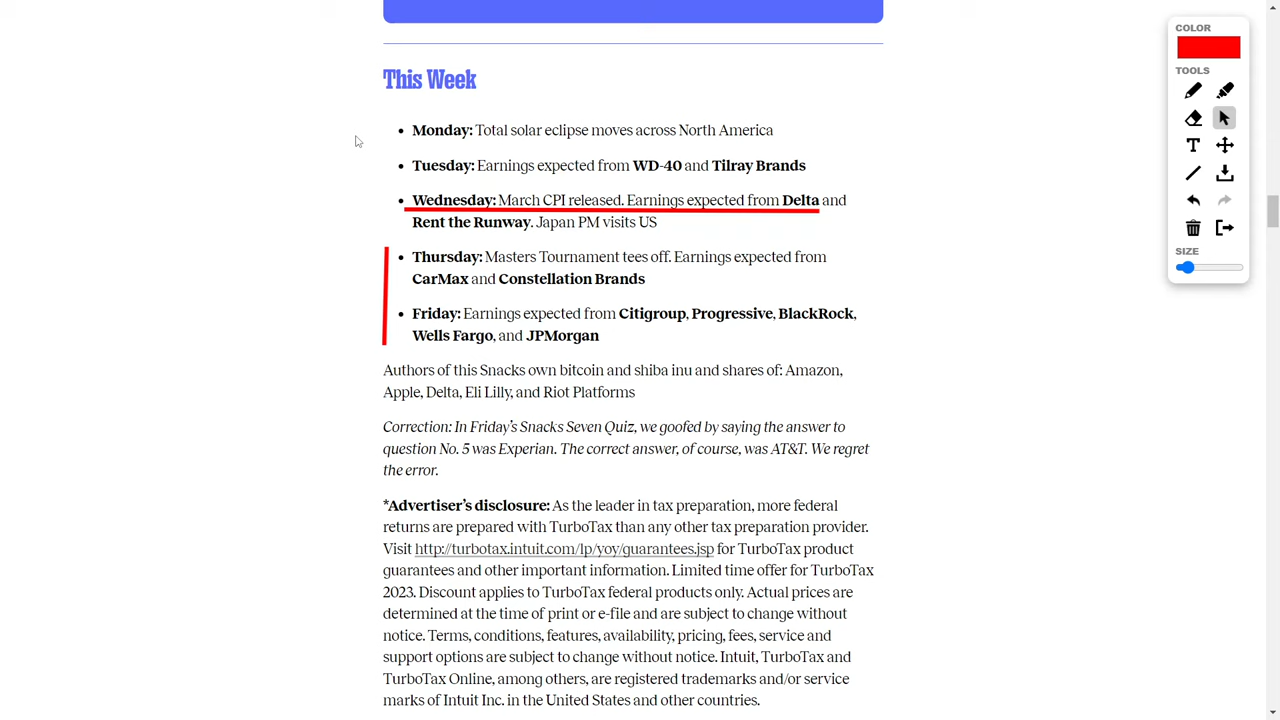 COLOR
TOOLS
T
SIZE
This Week
• Monday: Total solar eclipse moves across North America
• Tuesday: Earnings expected from WD-40 and Tilray Brands
• Wednesday: March CPI released. Earnings expected from Delta and
Rent the Runway. Japan PM visits US
• Thursday: Masters Tournament tees off. Earnings expected from
CarMax and Constellation Brands
• Friday: Earnings expected from Citigroup, Progressive, BlackRock,
Wells Fargo, and JPMorgan
Authors of this Snacks own bitcoin and shiba inu and shares of: Amazon,
Apple, Delta, Eli Lilly, and Riot Platforms
Correction: In Friday’s Snacks Seven Quiz, we goofed by saying the answer to
question No. 5 was Experian. The correct answer, of course, was AT&T. We regret
the error.
*Advertiser’s disclosure: As the leader in tax preparation, more federal
returns are prepared with TurboTax than any other tax preparation provider.
Visit http://turbotax.intuit.com/lp/yoy/guarantees.jsp for TurboTax product
guarantees and other important information. Limited time offer for TurboTax
2023. Discount applies to TurboTax federal products only. Actual prices are
determined at the time of print or e-file and are subject to change without
notice. Terms, conditions, features, availability, pricing, fees, service and
support options are subject to change without notice. Intuit, TurboTax and
TurboTax Online, among others, are registered trademarks and/or service
marks of Intuit Inc. in the United States and other countries.